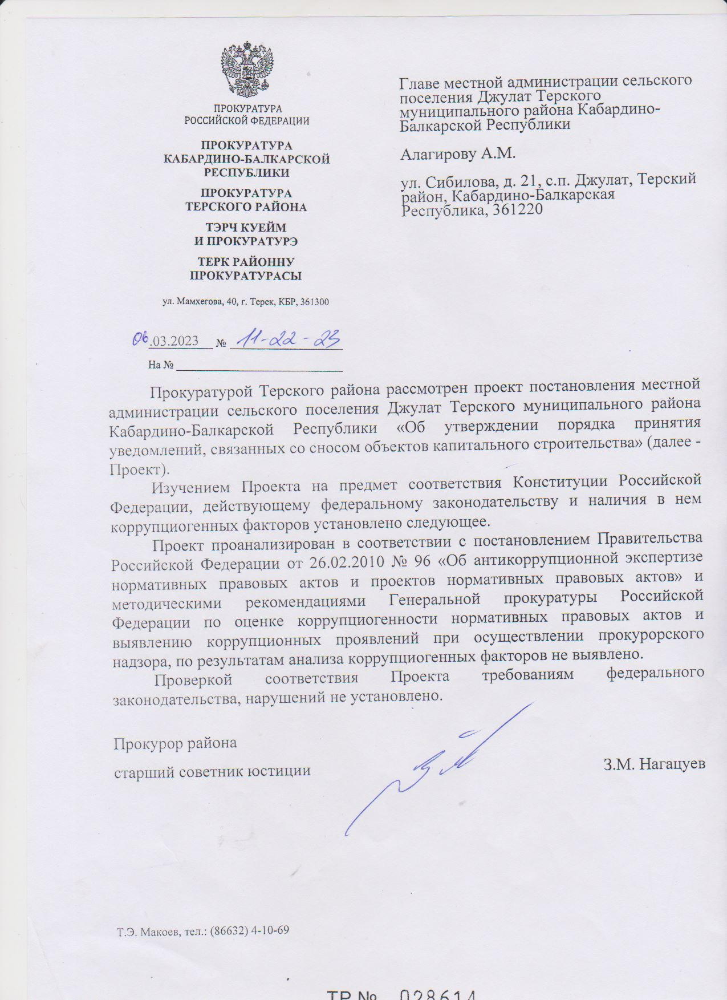 ПРОКУРАТУРА
РОССИЙСКОЙ ФЕДЕРАЦИИ
ПРОКУРАТУРА
КАБАРДИНО-БАЛКАРСКОЙ
РЕСПУБЛИКИ
ПРОКУРАТУРА
ТЕРСКОГО РАЙОНА
ТЭРЧ КУЕЙМ
И ПРОКУРАТУРЭ
ТЕРК РАЙОННУ
ПРОКУРАТУРАСЫ
ул. Мамхегова, 40, г. Терек, КБР, 361300
06.03.2023 № 11-22-23
На №
Главе местной администрации сельского
поселения Джулат Терского
муниципального района Кабардино-
Балкарской Республики
Алагирову А.М.
ул. Сибилова, д. 21, с.п. Джулат, Терский
район, Кабардино-Балкарская
Республика, 361220
Прокуратурой Терского района рассмотрен проект постановления местной
администрации сельского поселения Джулат Терского муниципального района
Кабардино-Балкарской Республики «Об утверждении порядка принятия
уведомлений, связанных со сносом объектов капитального строительства» (далее -
Проект).
Изучением Проекта на предмет соответствия Конституции Российской
Федерации, действующему федеральному законодательству и наличия в нем
коррупциогенных факторов установлено следующее.
Проект проанализирован в соответствии с постановлением Правительства
Российской Федерации от 26.02.2010 № 96 «Об антикоррупционной экспертизе
нормативных правовых актов и проектов нормативных правовых актов» и
методическими рекомендациями Генеральной прокуратуры Российской
Федерации по оценке коррупциогенности нормативных правовых актов и
выявлению коррупционных проявлений при осуществлении прокурорского
надзора, по результатам анализа коррупциогенных факторов не выявлено.
Проверкой соответствия Проекта требованиям федерального
законодательства, нарушений не установлено.
Прокурор района
старший советник юстиции
З.М. Нагацуев
Т.Э. Макоев, тел.: (86632) 4-10-69
ТР № 028614